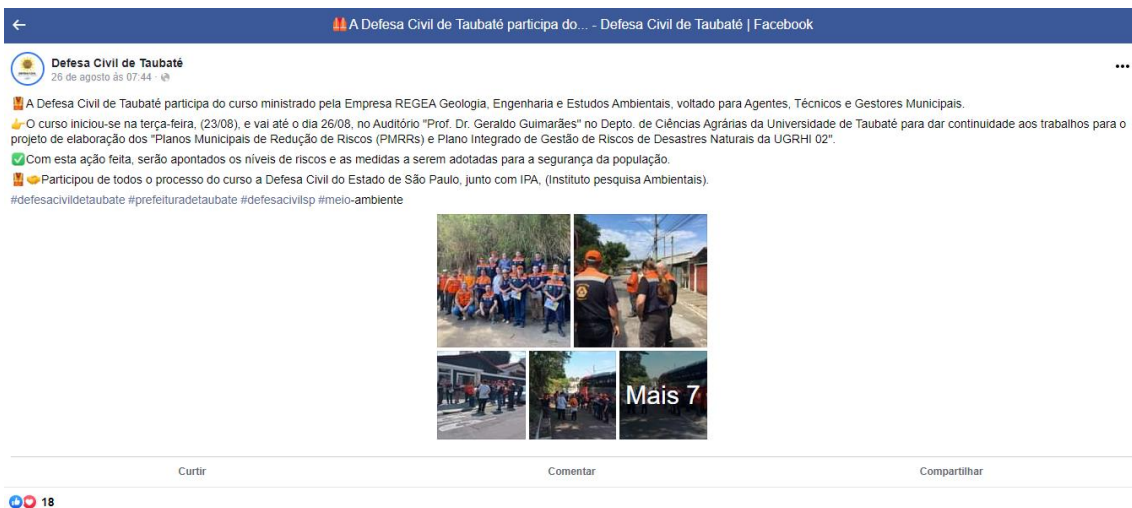 A Defesa Civil de Taubaté participa do... - Defesa Civil de Taubaté | Facebook
Defesa Civil de Taubaté
26 de agosto às 07:44 ·
A Defesa Civil de Taubaté participa do curso ministrado pela Empresa REGEA Geologia, Engenharia e Estudos Ambientais, voltado para Agentes, Técnicos e Gestores Municipais.
O curso iniciou-se na terça-feira, (23/08), e vai até o dia 26/08, no Auditório "Prof. Dr. Geraldo Guimarães" no Depto. de Ciências Agrárias da Universidade de Taubaté para dar continuidade aos trabalhos para o
projeto de elaboração dos "Planos Municipais de Redução de Riscos (PMRRs) e Plano Integrado de Gestão de Riscos de Desastres Naturais da UGRHI 02".
Com esta ação feita, serão apontados os níveis de riscos e as medidas a serem adotadas para a segurança da população.
Participou de todos o processo do curso a Defesa Civil do Estado de São Paulo, junto com IPA, (Instituto pesquisa Ambientais).
#defesacivildetaubate #prefeituradetaubate #defesacivilsp #meio-ambiente
Mais 7
Curtir Comentar Compartilhar
18